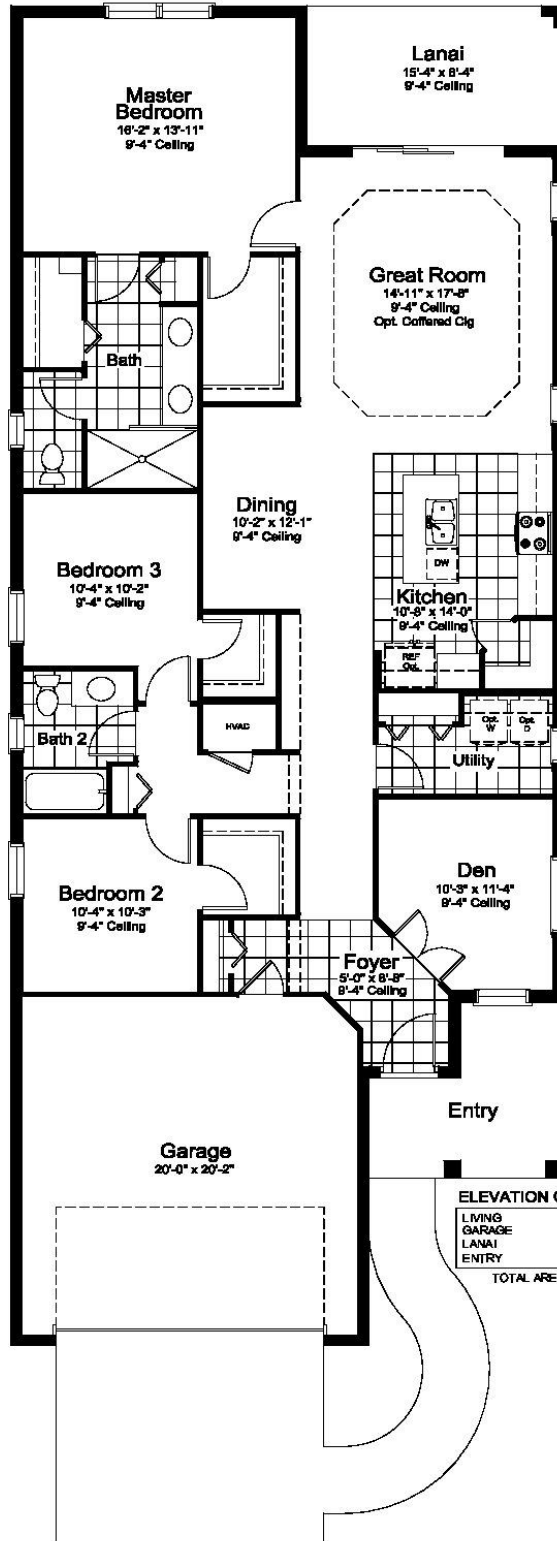 Lanai
15'-4" x 8'-4"
9'-4" Ceiling
Master
Bedroom
16'-2" x 13'-11"
9'-4" Ceiling
Great Room
14'-11" x 17'-8"
9'-4" Ceiling
Opt. Coffered Clg
Bath
Dining
10'-2" x 12'-1"
9'-4" Ceiling
DW
Bedroom 3
10'-4" x 10'-2"
9'-4" Ceiling
Kitchen
10'-8" x 14'-0"
9'-4" Ceiling
REF
Opt.
Bath 2
HVAC
Opt.
W
Opt.
D
Utility
Bedroom 2
10'-4" x 10'-3"
9'-4" Ceiling
Den
10'-3" x 11'-4"
9'-4" Ceiling
Foyer
5'-0" x 8'-8"
9'-4" Ceiling
Entry
Garage
20'-0" x 20'-2"
ELEVATION
LIVING
GARAGE
LANAI
ENTRY
TOTAL ARE